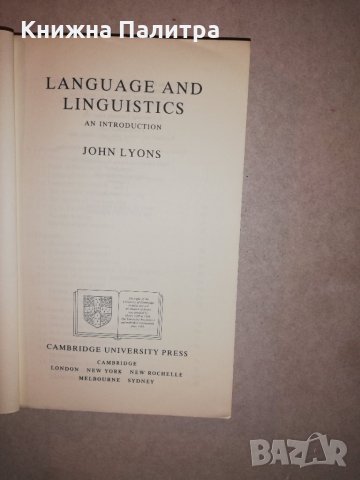 Книжна Палитра
LANGUAGE AND
LINGUISTICS
AN INTRODUCTION
JOHN LYONS
CAMBRIDGE UNIVERSITY PRESS
CAMBRIDGE
LONDON NEW YORK NEW ROCHELLE
MELBOURNE SYDNEY
BAZAR